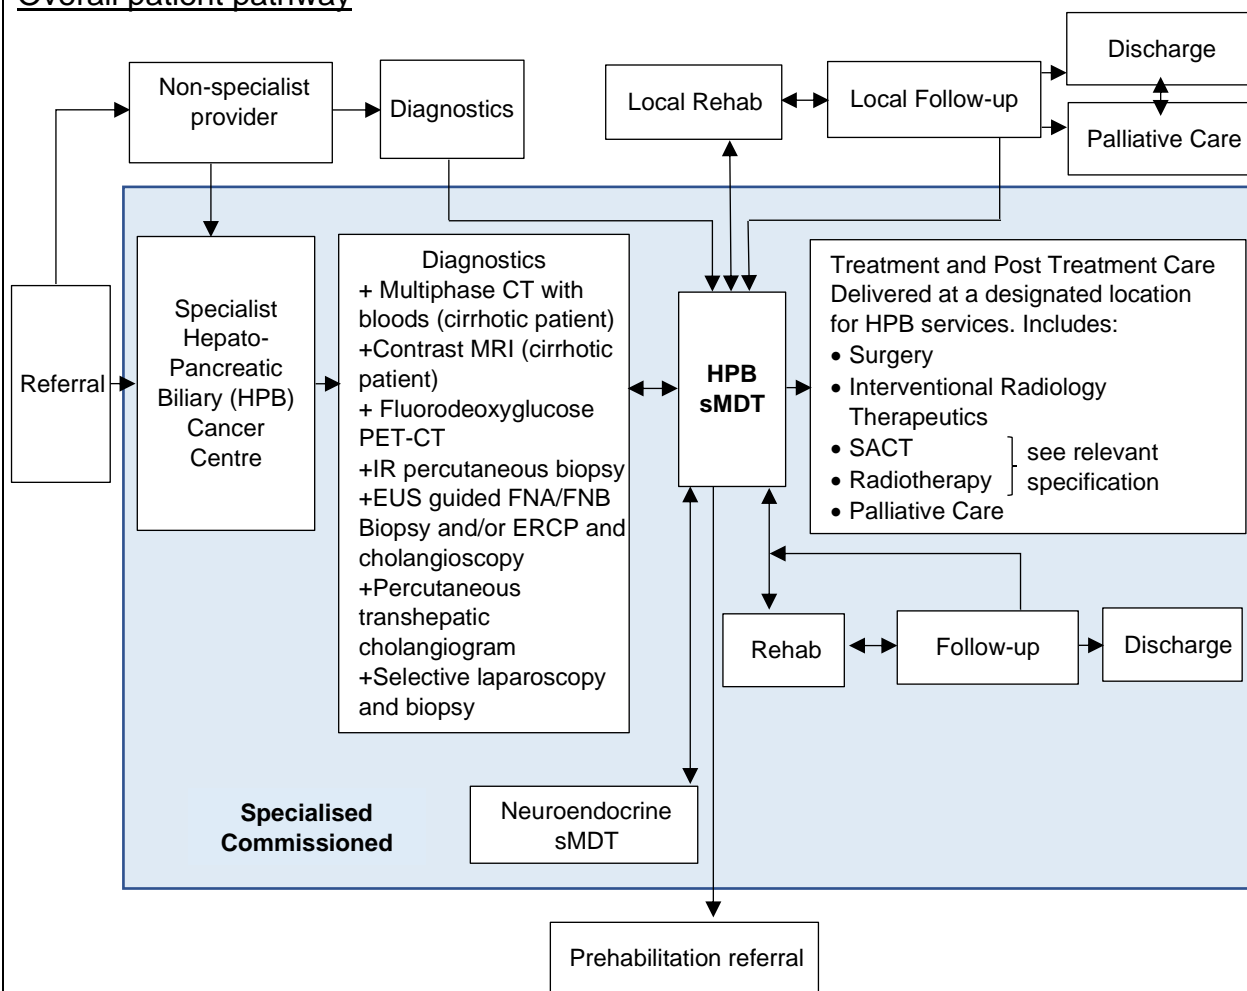 Overall patient pathway
Non-specialist
provider
Diagnostics
Local Rehab
Local Follow-up
Discharge
Palliative Care
Referral
Specialist
Hepato-
Pancreatic
Biliary (HPB)
Cancer
Centre
Diagnostics
+ Multiphase CT with
bloods (cirrhotic patient)
+Contrast MRI (cirrhotic
patient)
+ Fluorodeoxyglucose
PET-CT
+IR percutaneous biopsy
+EUS guided FNA/FNB
Biopsy and/or ERCP and
cholangioscopy
+Percutaneous
transhepatic
cholangiogram
+Selective laparoscopy
and biopsy
HPB
sMDT
Treatment and Post Treatment Care
Delivered at a designated location
for HPB services. Includes:
• Surgery
• Interventional Radiology
Therapeutics
• SACT
• Radiotherapy
see relevant
specification
• Palliative Care
Rehab
Follow-up
Discharge
Neuroendocrine
sMDT
Specialised
Commissioned
Prehabilitation referral